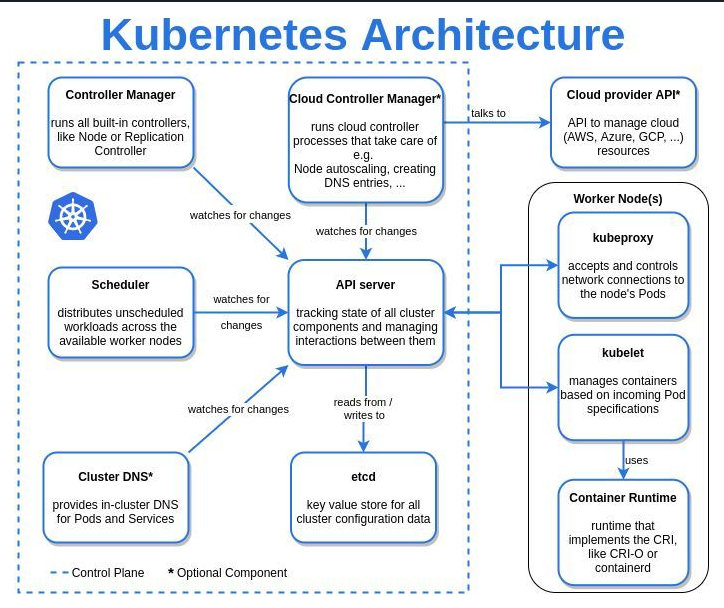 Kubernetes Architecture
Controller Manager
runs all built-in controllers,
like Node or Replication
Controller
Cloud Controller Manager*
runs cloud controller
processes that take care of
e.g.
Node autoscaling, creating
DNS entries, ...
talks to
Cloud provider API*
API to manage cloud
(AWS, Azure, GCP, ...)
resources
watches for changes
watches for changes
Worker Node(s)
kubeproxy
accepts and controls
network connections to
the node's Pods
Scheduler
distributes unscheduled
workloads across the
available worker nodes
watches for
changes
API server
tracking state of all cluster
components and managing
interactions between them
kubelet
manages containers
based on incoming Pod
specifications
watches for changes
reads from /
writes to
uses
Cluster DNS*
provides in-cluster DNS
for Pods and Services
etcd
key value store for all
cluster configuration data
Container Runtime
runtime that
implements the CRI,
like CRI-O or
containerd
Control Plane
* Optional Component